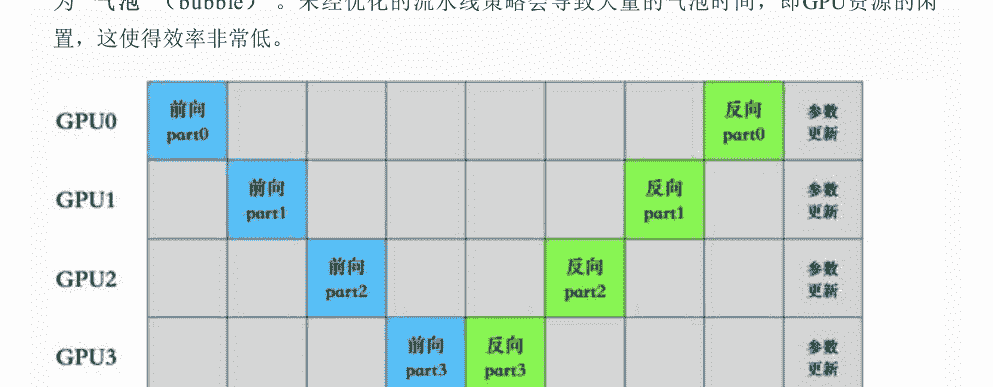 为“气泡”（bubble）。未经优化的流水线策略会导致大量的气泡时间，即GPU资源的闲
置，这使得效率非常低。
GPU0
前向
part0
反向
part0
参数
更新
GPU1
前向
part1
反向
part1
参数
更新
GPU2
前向
part2
反向
part2
参数
更新
GPU3
前向
part3
反向
part3
参数
更新